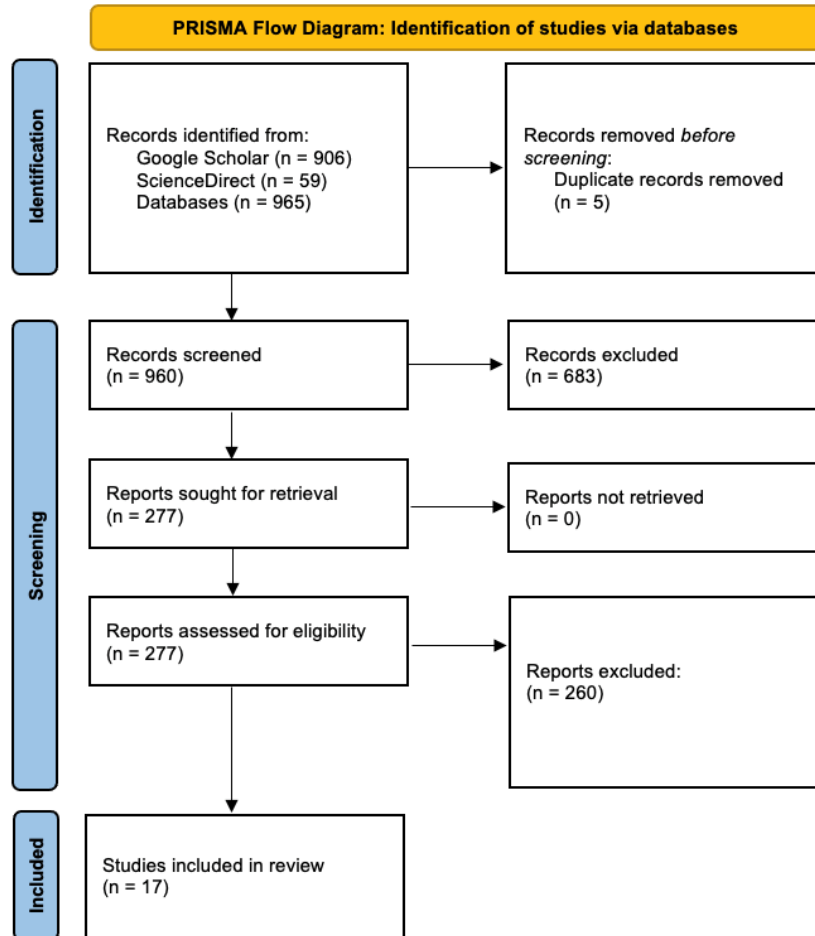 PRISMA Flow Diagram: Identification of studies via databases
Identification
Records identified from:
Google Scholar (n = 906)
ScienceDirect (n = 59)
Databases (n = 965)
Records removed before
screening:
Duplicate records removed
(n = 5)
Screening
Records screened
(n = 960)
Records excluded
(n = 683)
Reports sought for retrieval
(n = 277)
Reports not retrieved
(n = 0)
Reports assessed for eligibility
(n = 277)
Reports excluded:
(n = 260)
Included
Studies included in review
(n = 17)